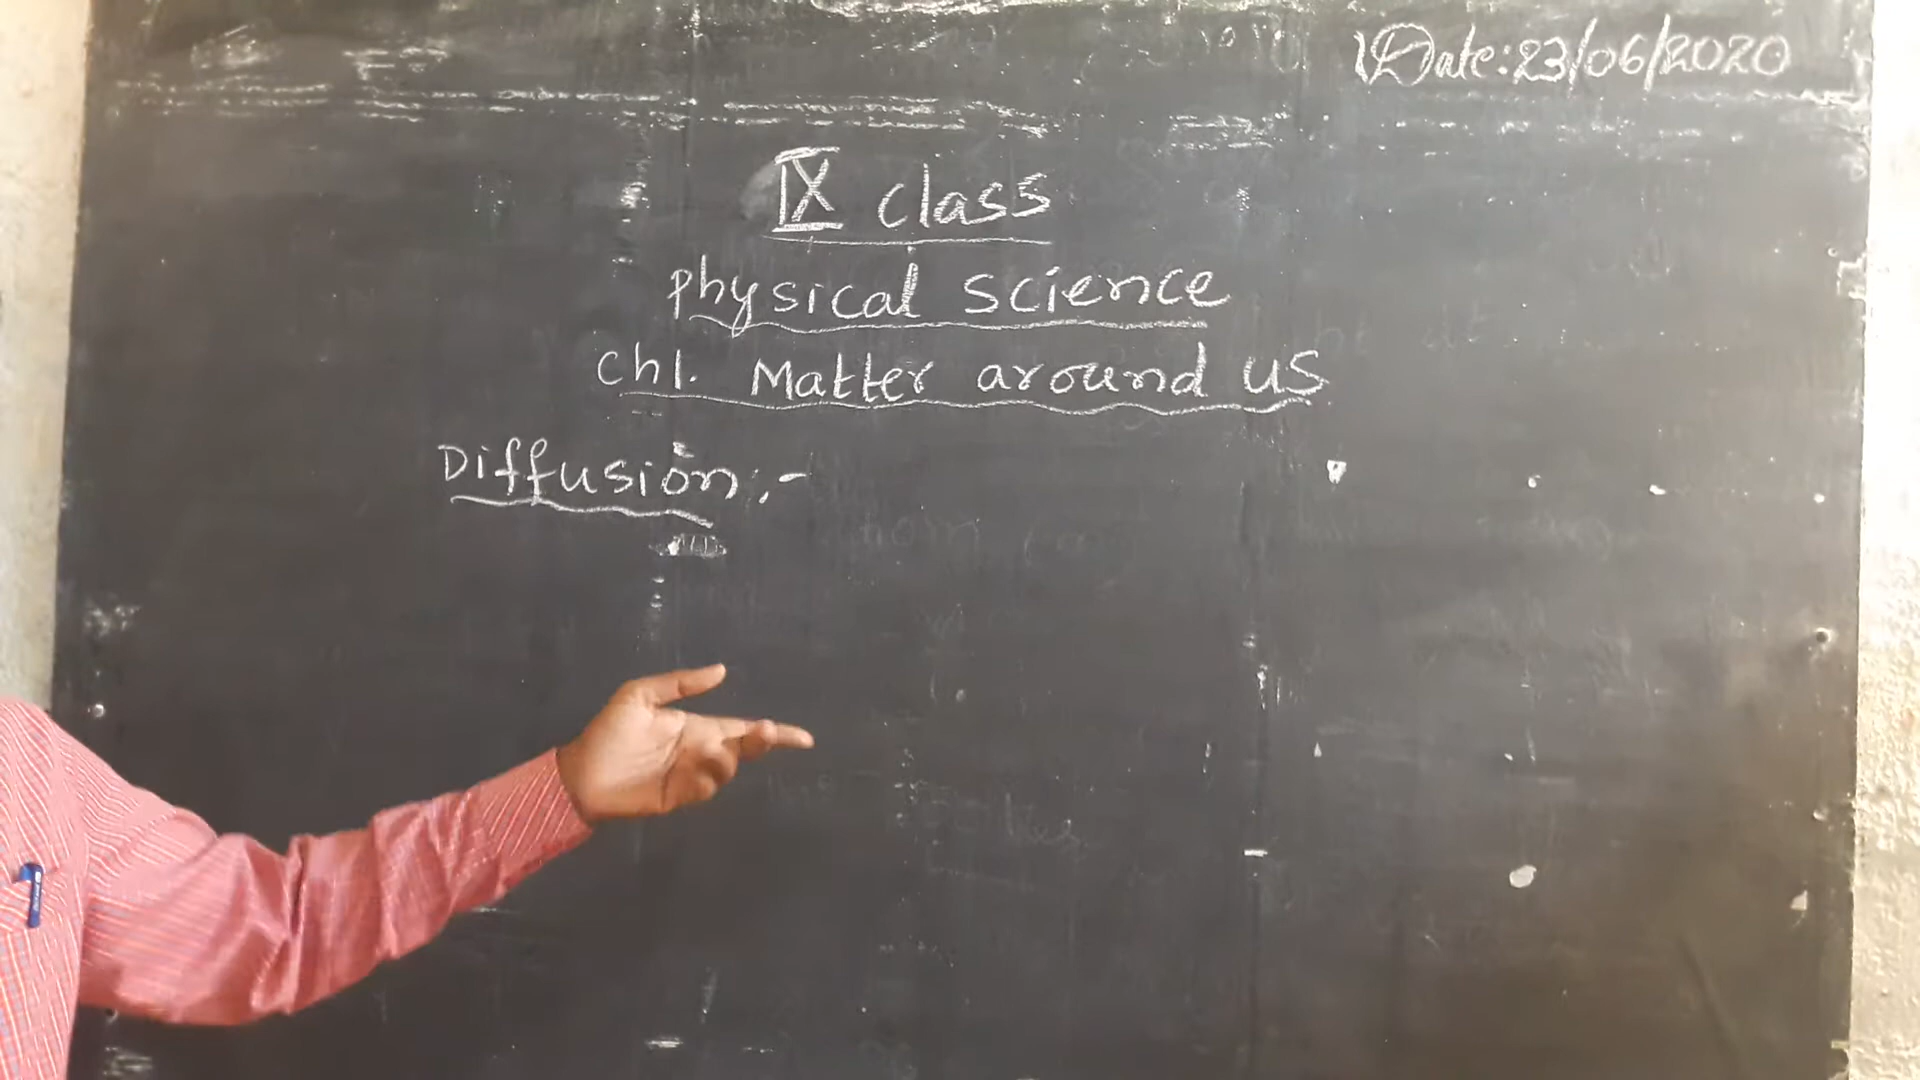 Date:23/06/2020
IX class
physical science
ch1. Matter around us
Diffusion:-